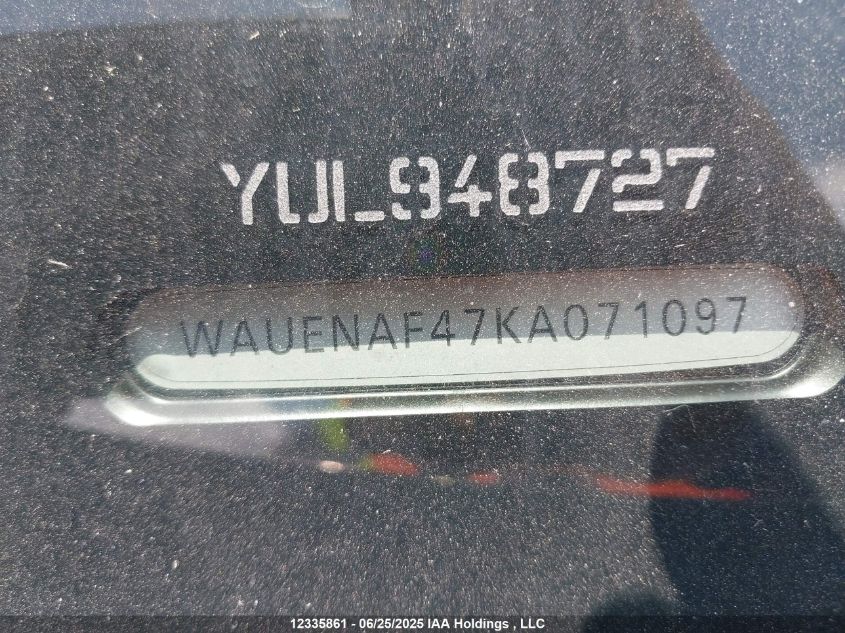 YUL948727
WAUENAF47KA071097
12335861 - 06/25/2025 IAA Holdings , LLC